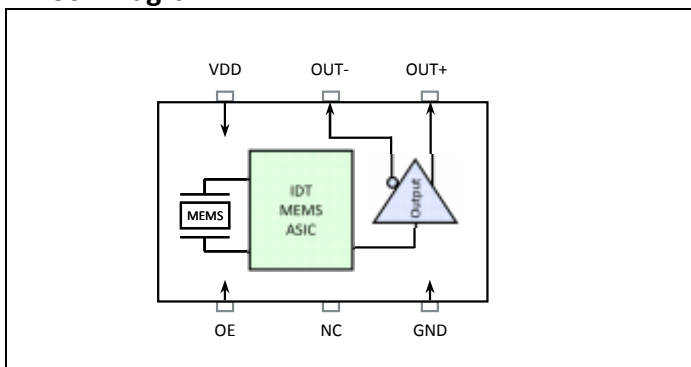 VDD OUT- OUT+
IDT
MEMS
ASIC
MEMS
Output
OE NC GND